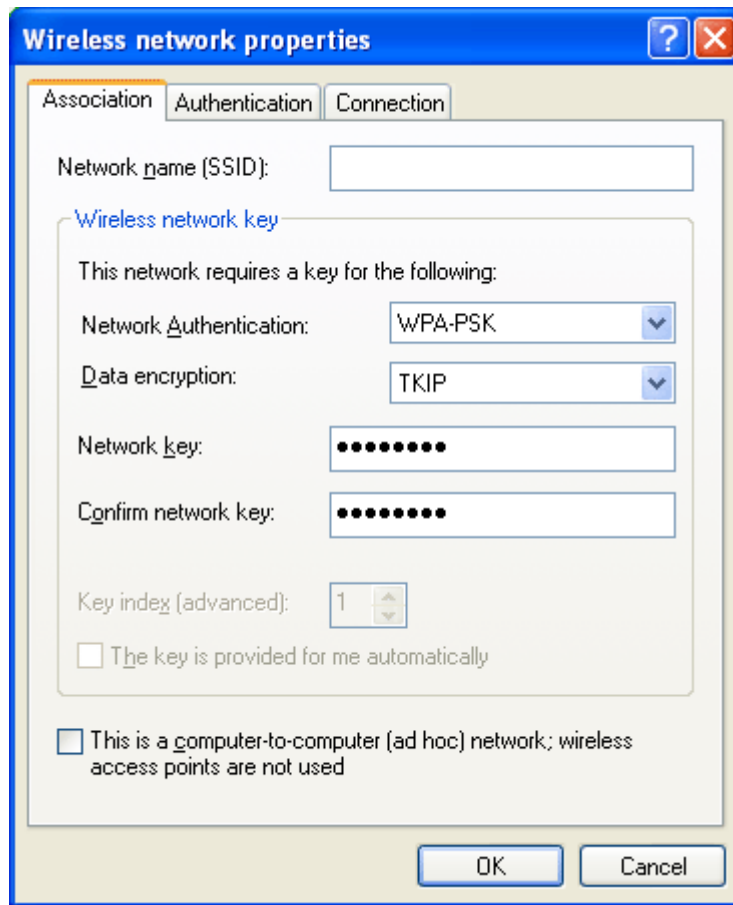 Wireless network properties
Association Authentication Connection
Network name (SSID):
Wireless network key
This network requires a key for the following:
Network Authentication: WPA-PSK
Data encryption: TKIP
Network key: ●●●●●●●●
Confirm network key: ●●●●●●●●
Key index (advanced): 1
The key is provided for me automatically
This is a computer-to-computer (ad hoc) network; wireless
access points are not used
OK Cancel